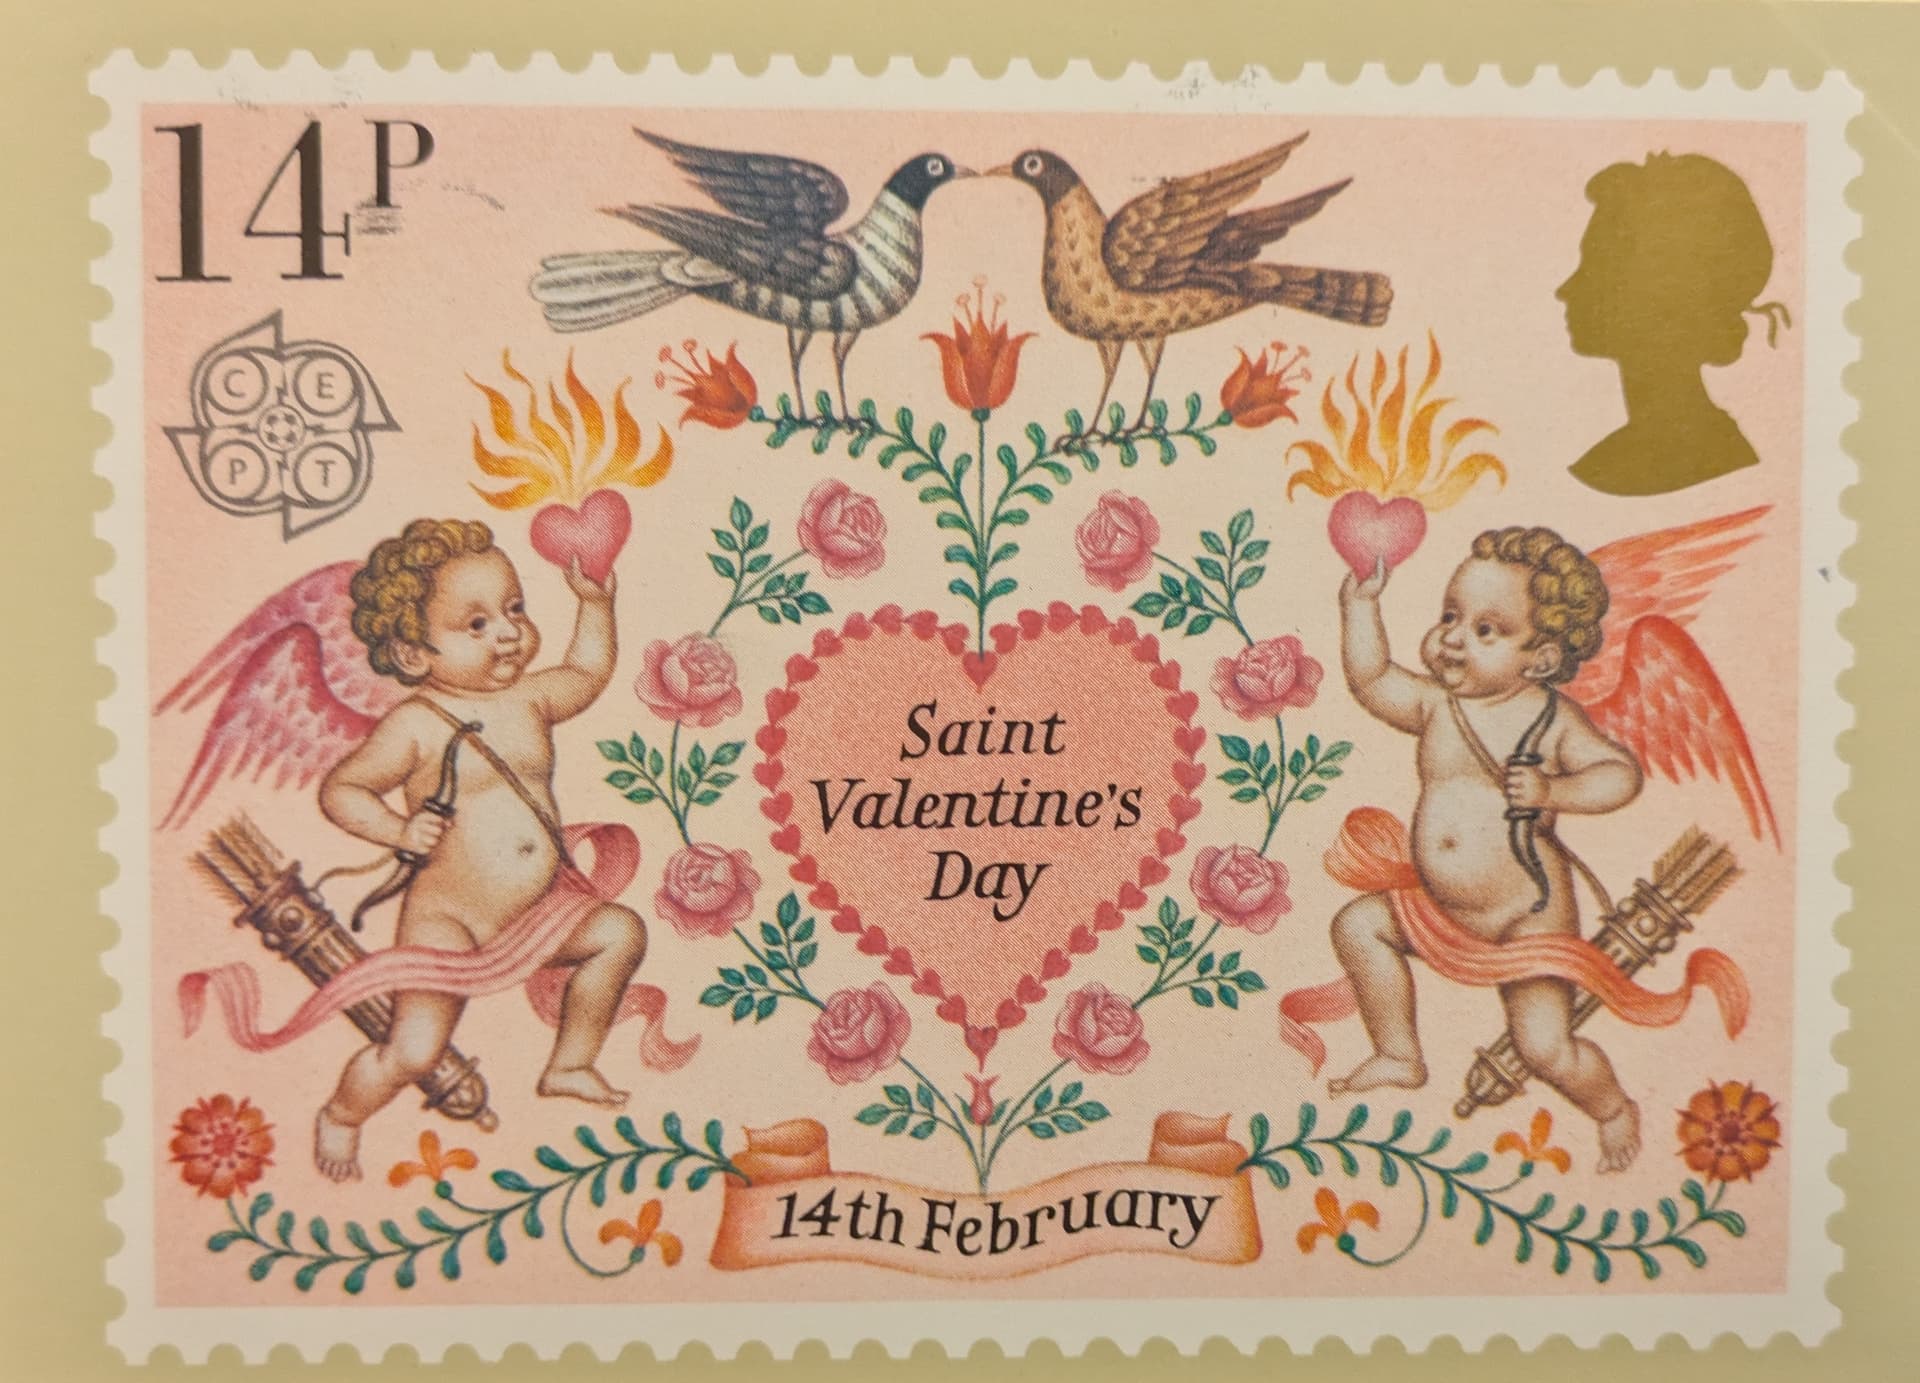 14P
C E
P T
Saint
Valentine's
Day
14th February